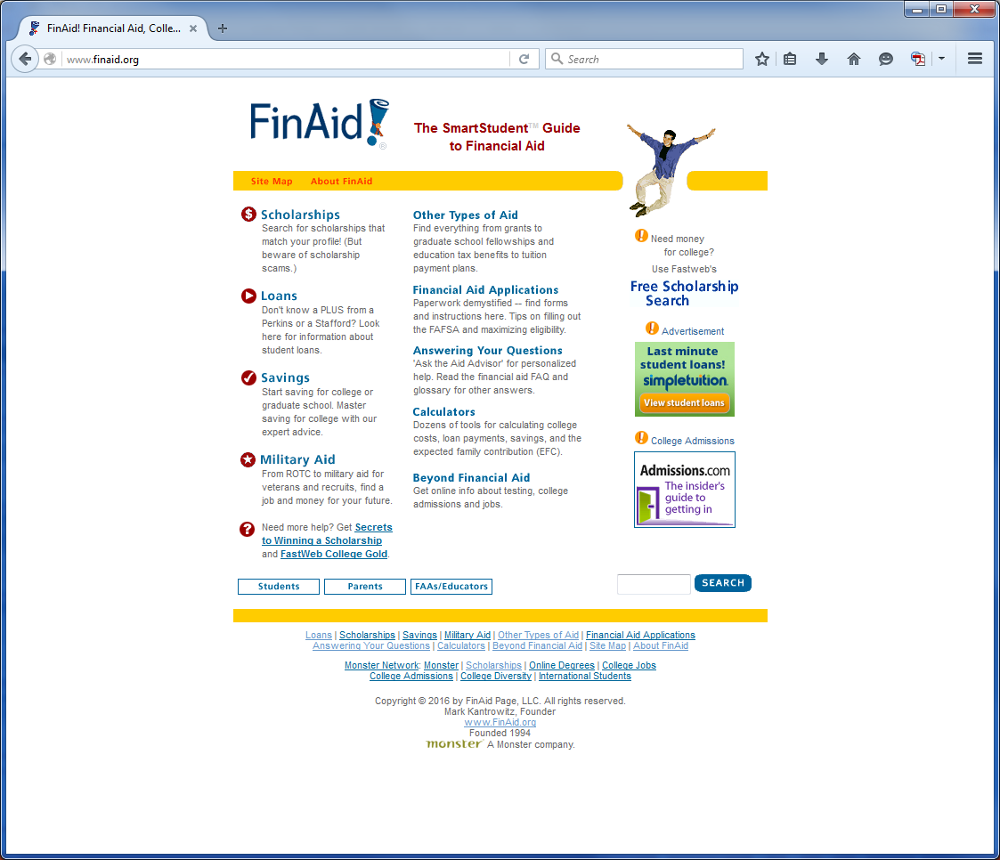 FinAid! Financial Aid, Colle...
www.finaid.org
Search
FinAid!
®
The SmartStudent™ Guide
to Financial Aid
Site Map
About FinAid
Scholarships
Search for scholarships that
match your profile! (But
beware of scholarship
scams.)
Loans
Don't know a PLUS from a
Perkins or a Stafford? Look
here for information about
student loans.
Savings
Start saving for college or
graduate school. Master
saving for college with our
expert advice.
Military Aid
From ROTC to military aid for
veterans and recruits, find a
job and money for your future.
Need more help? Get Secrets
to Winning a Scholarship
and FastWeb College Gold.
Other Types of Aid
Find everything from grants to
graduate school fellowships and
education tax benefits to tuition
payment plans.
Financial Aid Applications
Paperwork demystified -- find forms
and instructions here. Tips on filling out
the FAFSA and maximizing eligibility.
Answering Your Questions
'Ask the Aid Advisor' for personalized
help. Read the financial aid FAQ and
glossary for other answers.
Calculators
Dozens of tools for calculating college
costs, loan payments, savings, and the
expected family contribution (EFC).
Beyond Financial Aid
Get online info about testing, college
admissions and jobs.
Need money
for college?
Use Fastweb's
Free Scholarship
Search
Advertisement
Last minute
student loans!
simpletuition
View student loans
College Admissions
Admissions.com
The insider's
guide to
getting in
Students
Parents
FAAs/Educators
SEARCH
Loans | Scholarships | Savings | Military Aid | Other Types of Aid | Financial Aid Applications
Answering Your Questions | Calculators | Beyond Financial Aid | Site Map | About FinAid
Monster Network: Monster | Scholarships | Online Degrees | College Jobs
College Admissions | College Diversity | International Students
Copyright © 2016 by FinAid Page, LLC. All rights reserved.
Mark Kantrowitz, Founder
www.FinAid.org
Founded 1994
monster A Monster company.